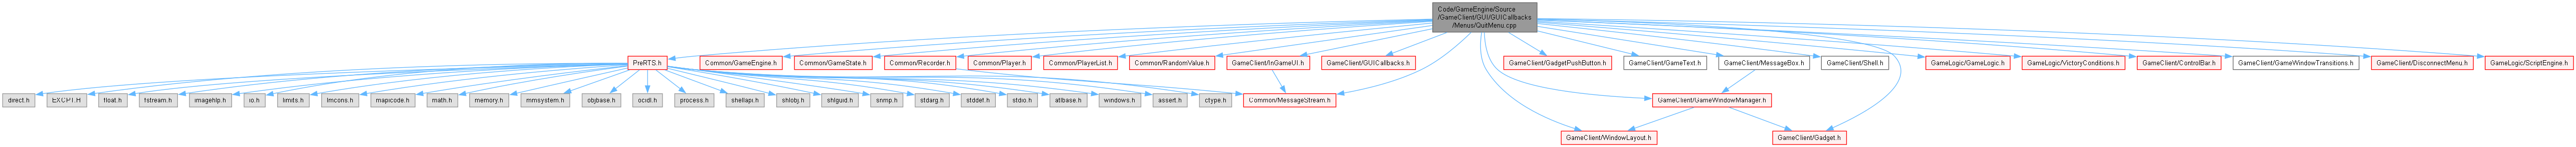 Code/GameEngine/Source
/GameClient/GUI/GUICallbacks
/Menus/QuitMenu.cpp
PreRTS.h
Common/GameEngine.h
Common/GameState.h
Common/Recorder.h
Common/Player.h
Common/PlayerList.h
Common/RandomValue.h
GameClient/InGameUI.h
GameClient/GUICallbacks.h
GameClient/GadgetPushButton.h
GameClient/GameText.h
GameClient/MessageBox.h
GameClient/Shell.h
GameLogic/GameLogic.h
GameLogic/VictoryConditions.h
GameClient/ControlBar.h
GameClient/GameWindowTransitions.h
GameClient/DisconnectMenu.h
GameLogic/ScriptEngine.h
direct.h
EXCPT.H
float.h
fstream.h
imagehlp.h
io.h
limits.h
lmcons.h
mapicode.h
math.h
memory.h
mmsystem.h
objbase.h
ocidl.h
process.h
shellapi.h
shlobj.h
shlguid.h
snmp.h
stdarg.h
stddef.h
stdio.h
atlbase.h
windows.h
assert.h
ctype.h
Common/MessageStream.h
GameClient/GameWindowManager.h
GameClient/WindowLayout.h
GameClient/Gadget.h